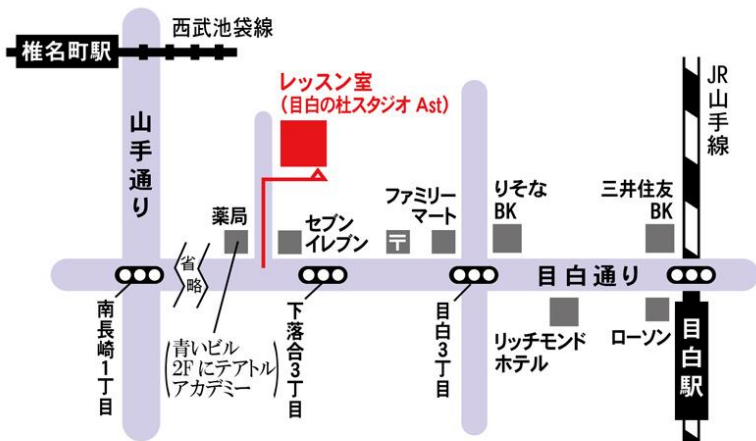 西武池袋線
椎名町駅
レッスン室
（目白の杜スタジオ Ast）
JR山手線
山手通り
薬局
セブン
イレブン
〒
ファミリー
マート
りそな
BK
三井住友
BK
省略
目白通り
南長崎1丁目
（青いビル
2Fにテアトル
アカデミー）
下落合3丁目
目白3丁目
リッチモンド
ホテル
ローソン
目白駅